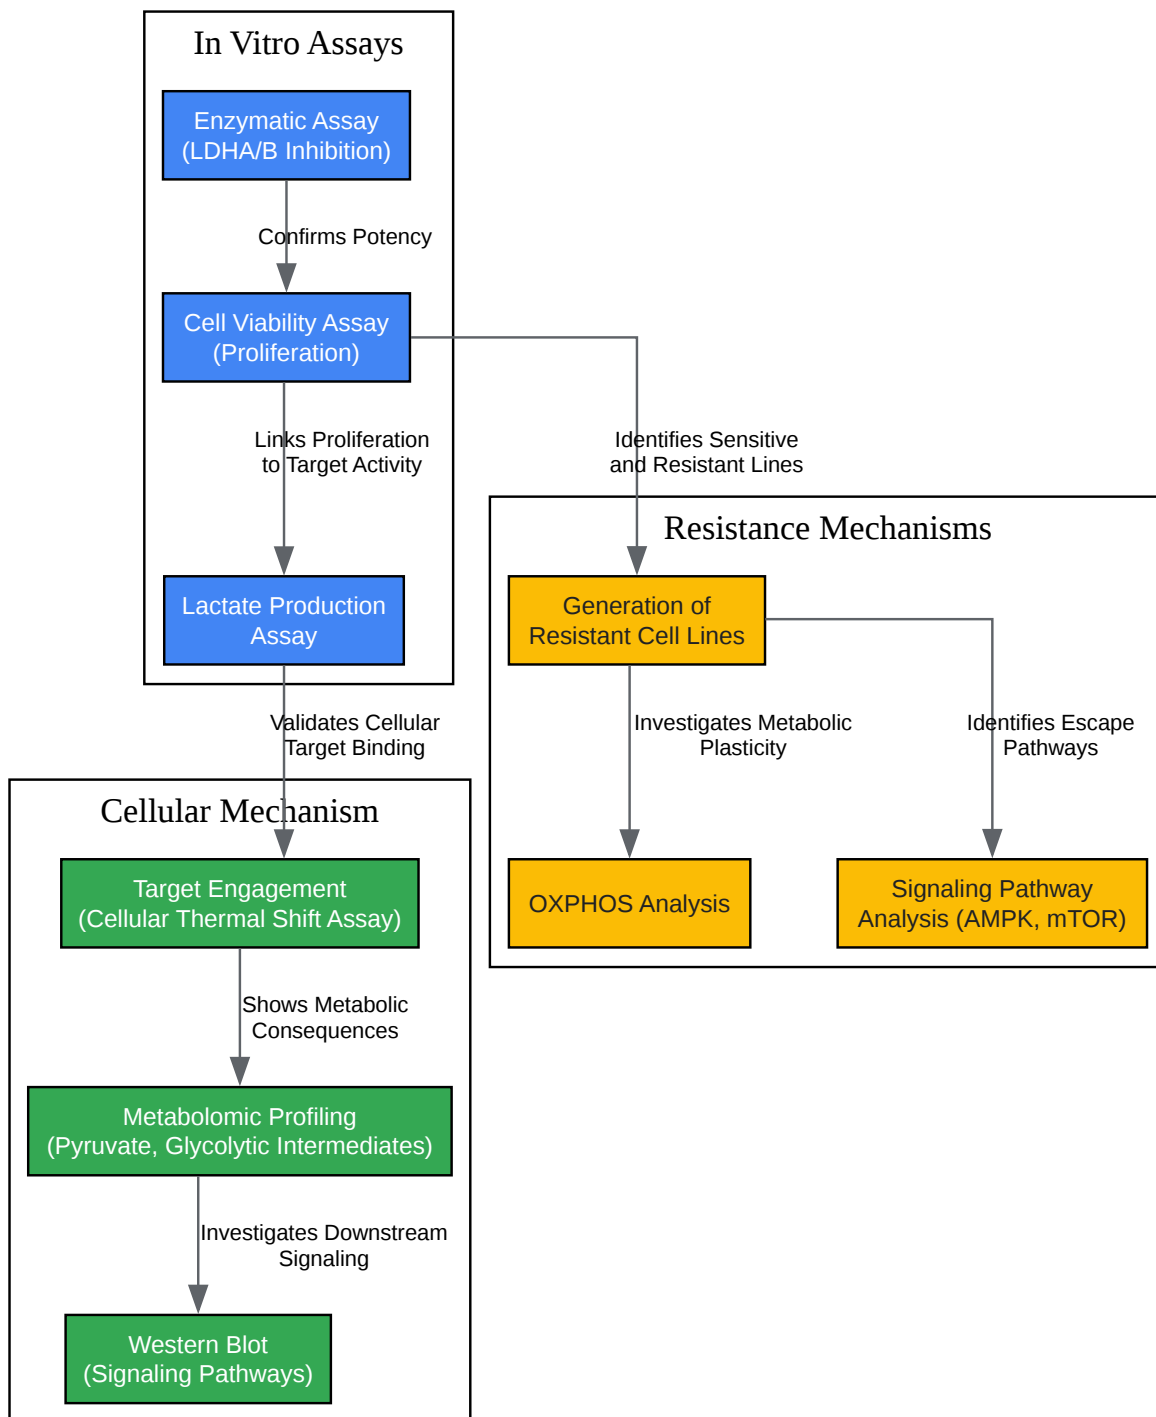 In Vitro Assays
Enzymatic Assay
(LDHA/B Inhibition)
Confirms Potency
Cell Viability Assay
(Proliferation)
Links Proliferation
to Target Activity
Identifies Sensitive
and Resistant Lines
Lactate Production
Assay
Resistance Mechanisms
Generation of
Resistant Cell Lines
Validates Cellular
Target Binding
Investigates Metabolic
Plasticity
Identifies Escape
Pathways
Cellular Mechanism
Target Engagement
(Cellular Thermal Shift Assay)
OXPHOS Analysis
Signaling Pathway
Analysis (AMPK, mTOR)
Shows Metabolic
Consequences
Metabolomic Profiling
(Pyruvate, Glycolytic Intermediates)
Investigates Downstream
Signaling
Western Blot
(Signaling Pathways)